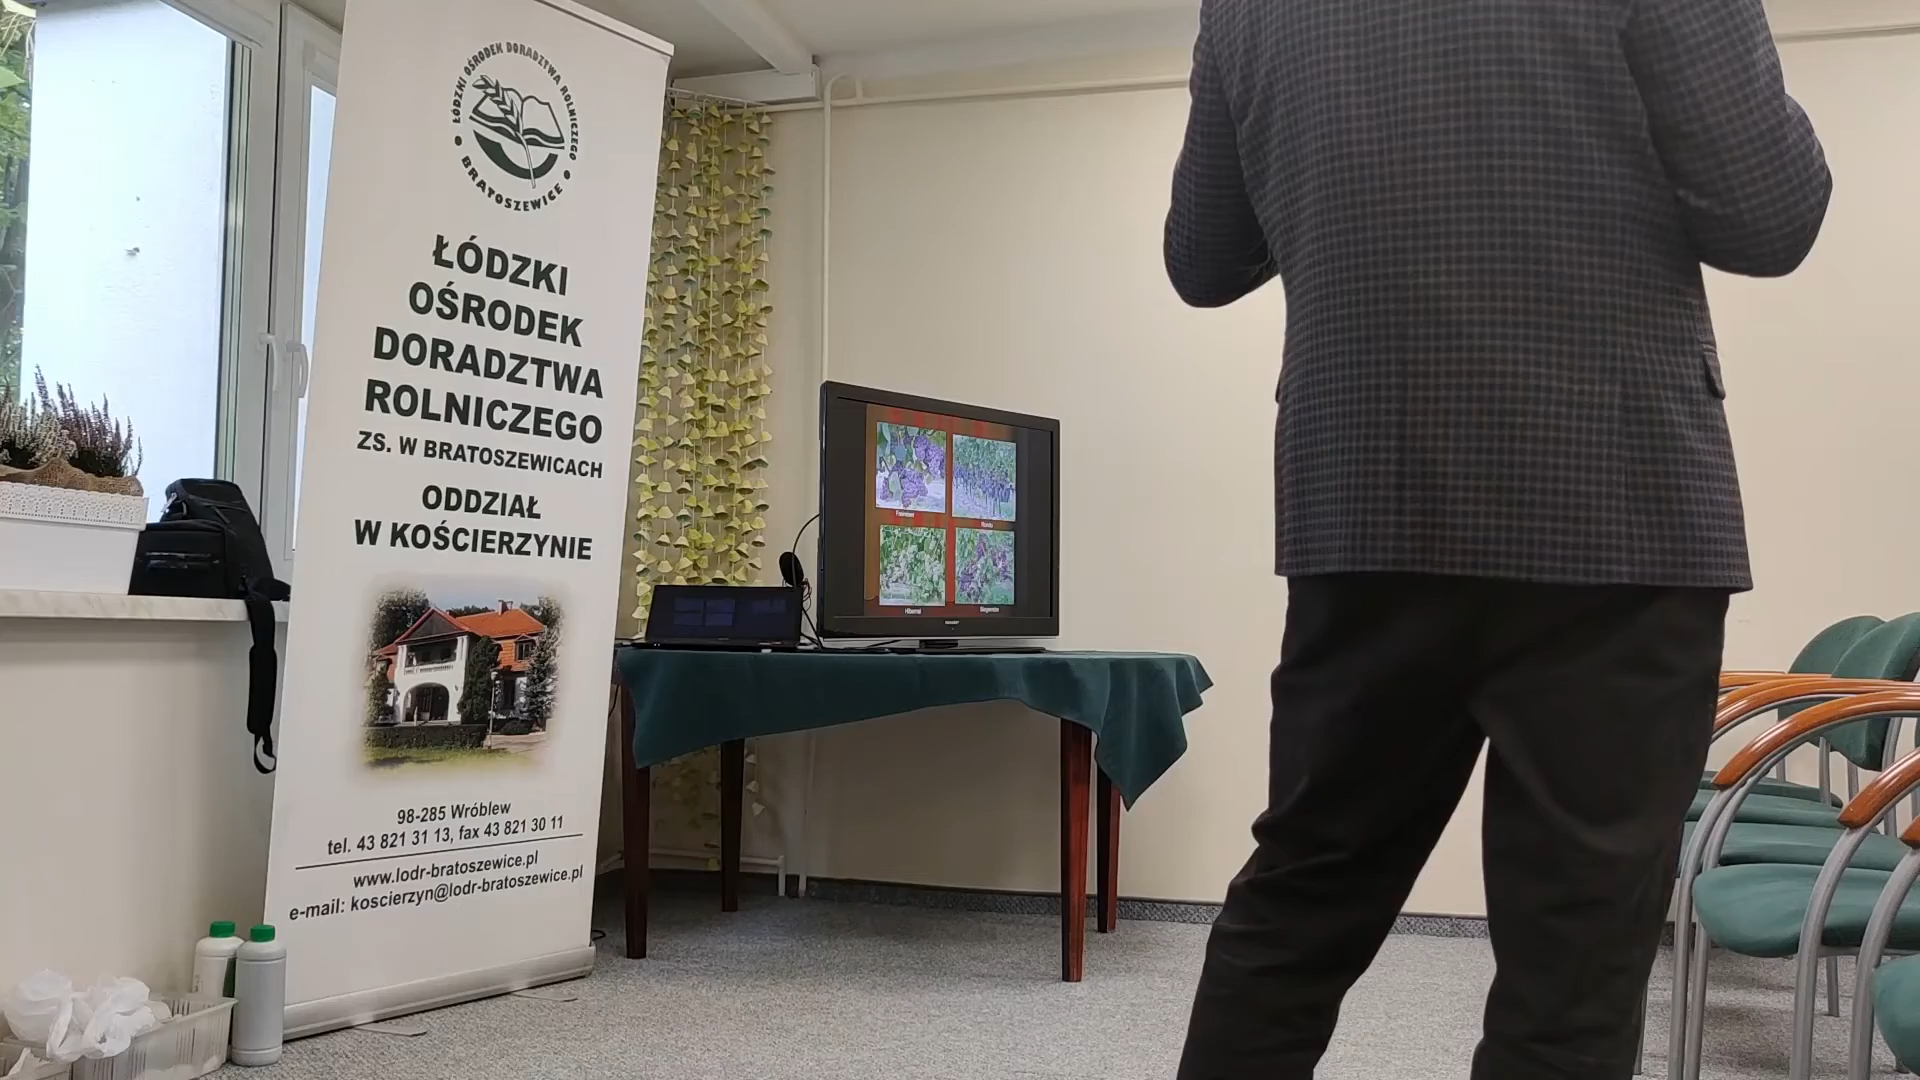 ŁÓDZKI OŚRODEK DORADZTWA ROLNICZEGO
BRATOSZEWICE
ŁÓDZKI
OŚRODEK
DORADZTWA
ROLNICZEGO
ZS. W BRATOSZEWICACH
ODDZIAŁ
W KOŚCIERZYNIE
98-285 Wróblew
tel. 43 821 31 13, fax 43 821 30 11
www.lodr-bratoszewice.pl
e-mail: koscierzyn@lodr-bratoszewice.pl
Rondo
Hibernal